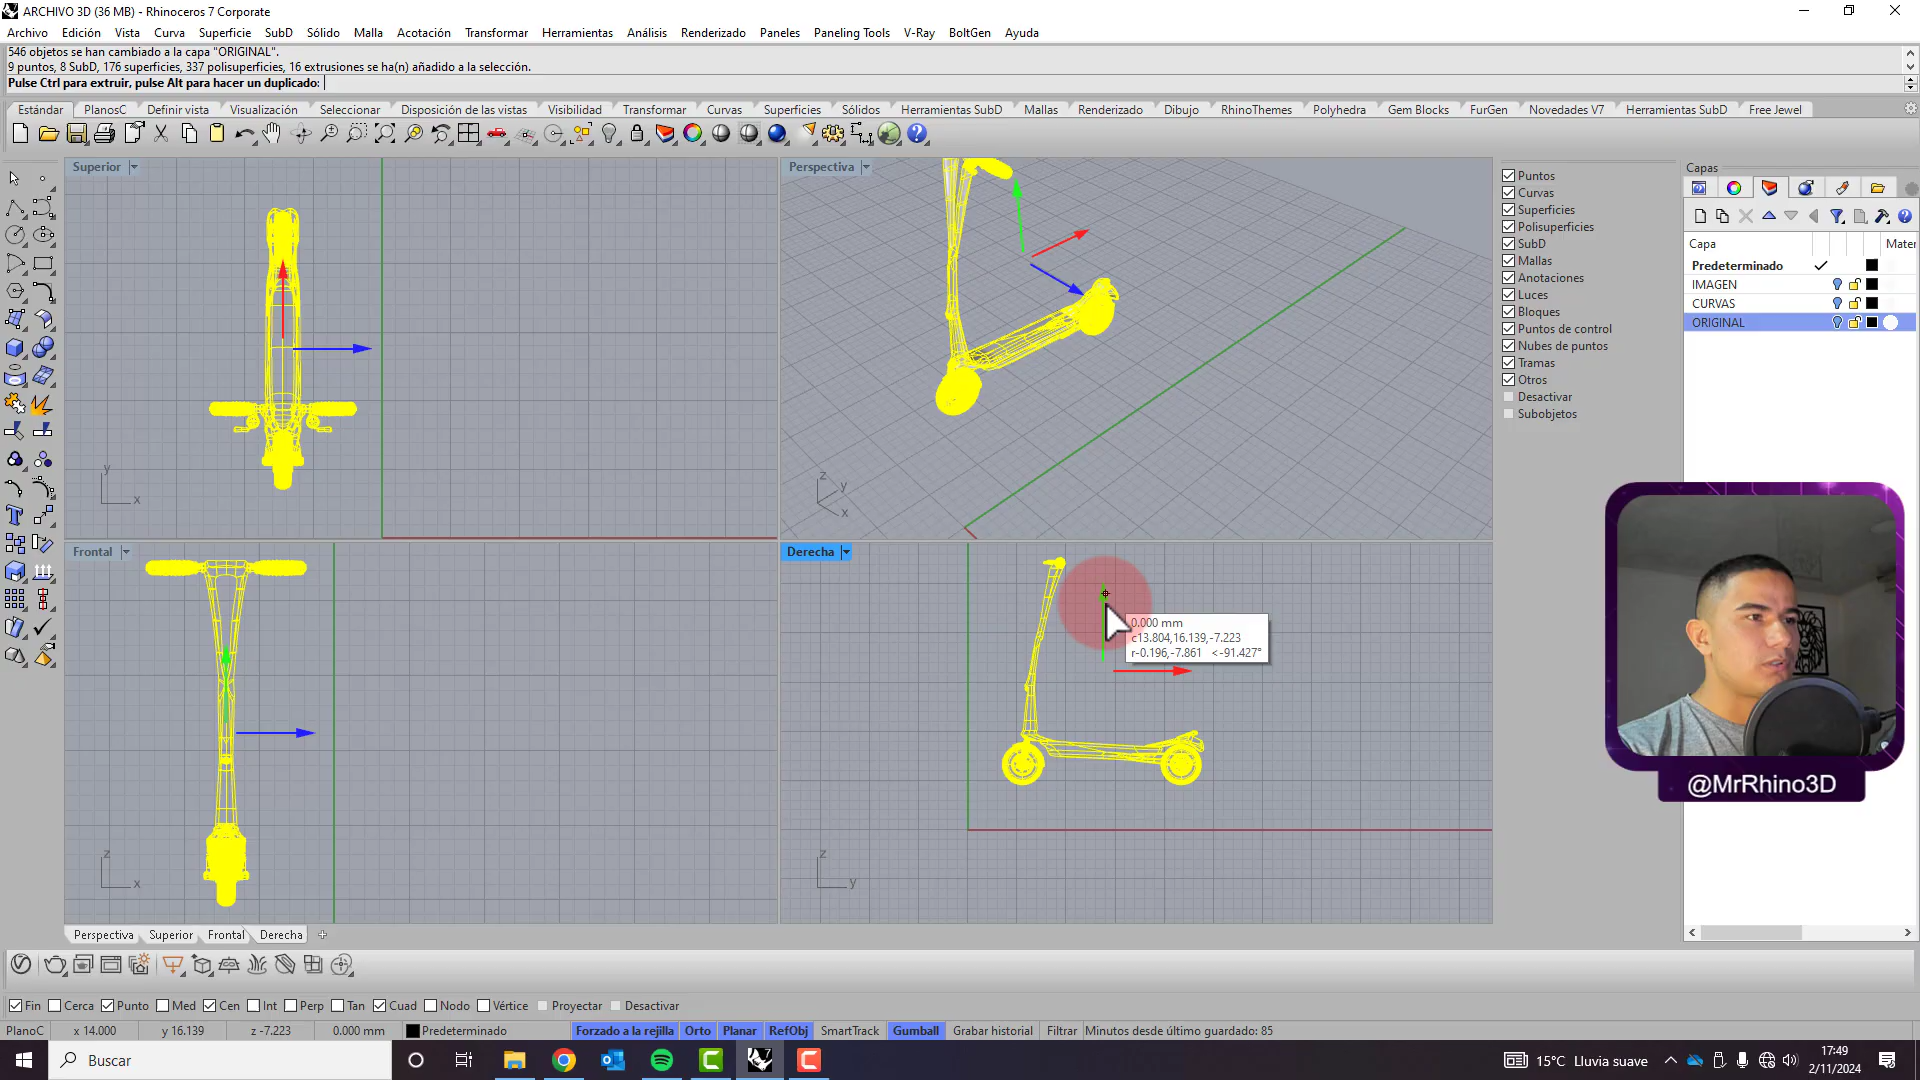 ARCHIVO 3D (36 MB) - Rhinoceros 7 Corporate
Archivo Edición Vista Curva Superficie SubD Sólido Malla Acotación Transformar Herramientas Análisis Renderizado Paneles Paneling Tools V-Ray BoltGen Ayuda
546 objetos se han cambiado a la capa "ORIGINAL".
9 puntos, 8 SubD, 176 superficies, 337 polisuperficies, 16 extrusiones se ha(n) añadido a la selección.
Pulse Ctrl para extruir, pulse Alt para hacer un duplicado:
Estándar PlanosC Definir vista Visualización Seleccionar Disposición de las vistas Visibilidad Transformar Curvas Superficies Sólidos Herramientas SubD Mallas Renderizado Dibujo RhinoThemes Polyhedra Gem Blocks FurGen Novedades V7 Herramientas SubD Free Jewel
Superior
Perspectiva
Frontal
Derecha
y
x
z
y
x
z
x
z
y
0.000 mm
c13.804,16.139,-7.223
r-0.196,-7.861 <-91.427°
Puntos
Curvas
Superficies
Polisuperficies
SubD
Mallas
Anotaciones
Luces
Bloques
Puntos de control
Nubes de puntos
Tramas
Otros
Desactivar
Subobjetos
Capas
Capa Mater
Predeterminado
IMAGEN
CURVAS
ORIGINAL
@MrRhino3D
Perspectiva Superior Frontal Derecha
Fin Cerca Punto Med Cen Int Perp Tan Cuad Nodo Vértice Proyectar Desactivar
PlanoC x 14.000 y 16.139 z -7.223 0.000 mm Predeterminado Forzado a la rejilla Orto Planar RefObj SmartTrack Gumball Grabar historial Filtrar Minutos desde último guardado: 85
Buscar
15°C Lluvia suave
17:49
2/11/2024